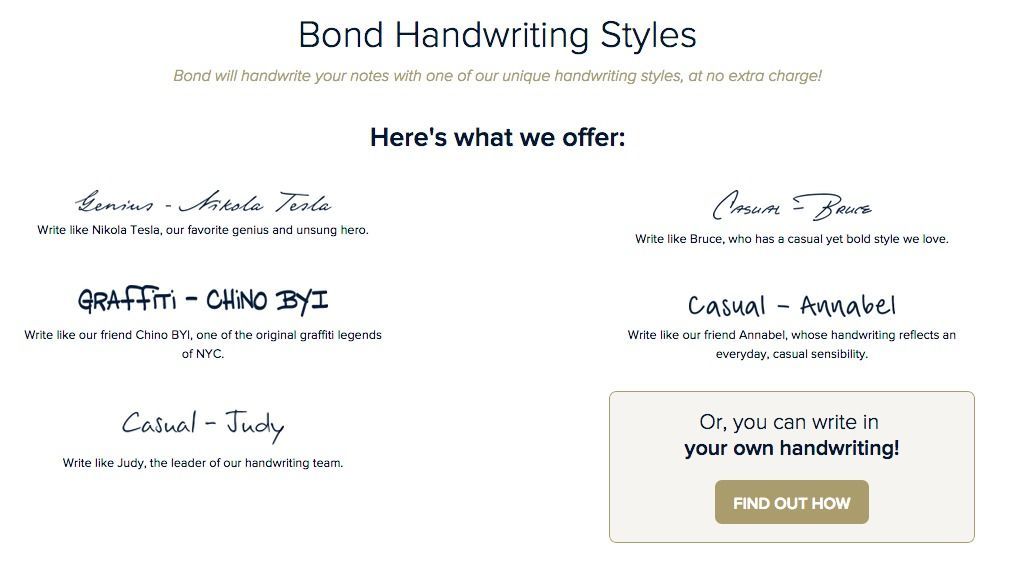 Bond Handwriting Styles
Bond will handwrite your notes with one of our unique handwriting styles, at no extra charge!
Here's what we offer:
Genius - Nikola Tesla
Write like Nikola Tesla, our favorite genius and unsung hero.
Casual - Bruce
Write like Bruce, who has a casual yet bold style we love.
GRAffiTi - CHiNO BYI
Write like our friend Chino BYI, one of the original graffiti legends
of NYC.
Casual - Annabel
Write like our friend Annabel, whose handwriting reflects an
everyday, casual sensibility.
Casual - Judy
Write like Judy, the leader of our handwriting team.
Or, you can write in
your own handwriting!
FIND OUT HOW